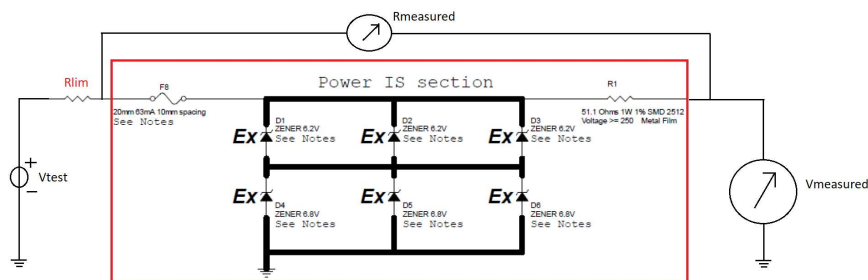 Rmeasured
Power IS section
Rlim
F8
20mm 63mA 10mm spacing
See Notes
R1
51.1 Ohms 1W 1% SMD 2512
Voltage >= 250 Metal Film
Ex
D1
ZENER 6.2V
See Notes
Ex
D2
ZENER 6.2V
See Notes
Ex
D3
ZENER 6.2V
See Notes
+
Vtest
−
Ex
D4
ZENER 6.8V
See Notes
Ex
D5
ZENER 6.8V
See Notes
Ex
D6
ZENER 6.8V
See Notes
Vmeasured